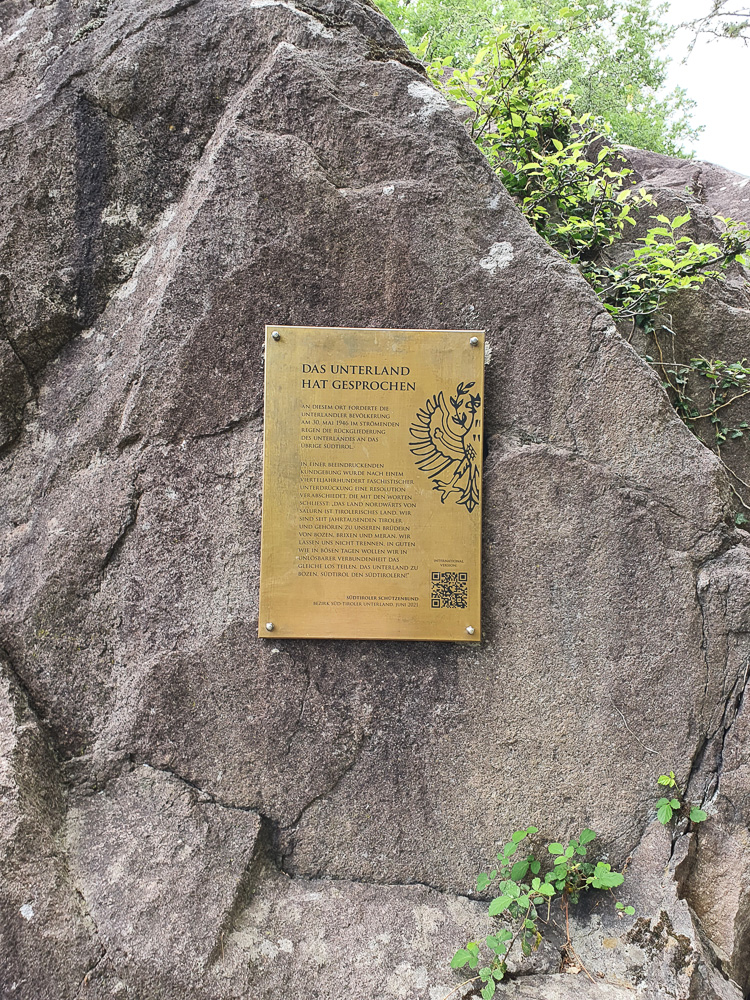 DAS UNTERLAND
HAT GESPROCHEN
AN DIESEM ORT FORDERTE DIE
UNTERLANDLER BEVÖLKERUNG
AM 30. MAI 1946 IM STRÖMENDEN
REGEN DIE RÜCKGLIEDERUNG
DES UNTERLANDES AN DAS
ÜBRIGE SÜDTIROL.
IN EINER BEEINDRUCKENDEN
KUNDGEBUNG WURDE NACH EINEM
VIERTELJAHRHUNDERT FASCHISTISCHER
UNTERDRÜCKUNG EINE RESOLUTION
VERABSCHIEDET, DIE MIT DEN WORTEN
SCHLIESST: „DAS LAND NORDWÄRTS VON
SALURN IST TIROLERISCHES LAND. WIR
SIND SEIT JAHRTAUSENDEN TIROLER
UND GEHÖREN ZU UNSEREN BRÜDERN
VON BOZEN, BRIXEN UND MERAN. WIR
LASSEN UNS NICHT TRENNEN. IN GUTEN
WIE IN BÖSEN TAGEN WOLLEN WIR IN
UNLÖSBARER VERBUNDENHEIT DAS
GLEICHE LOS TEILEN. DAS UNTERLAND ZU
BOZEN, SÜDTIROL DEN SÜDTIROLERN!“
INTERNATIONAL
VERSION
SÜDTIROLER SCHÜTZENBUND
BEZIRK SÜD-TIROLER UNTERLAND, JUNI 2021